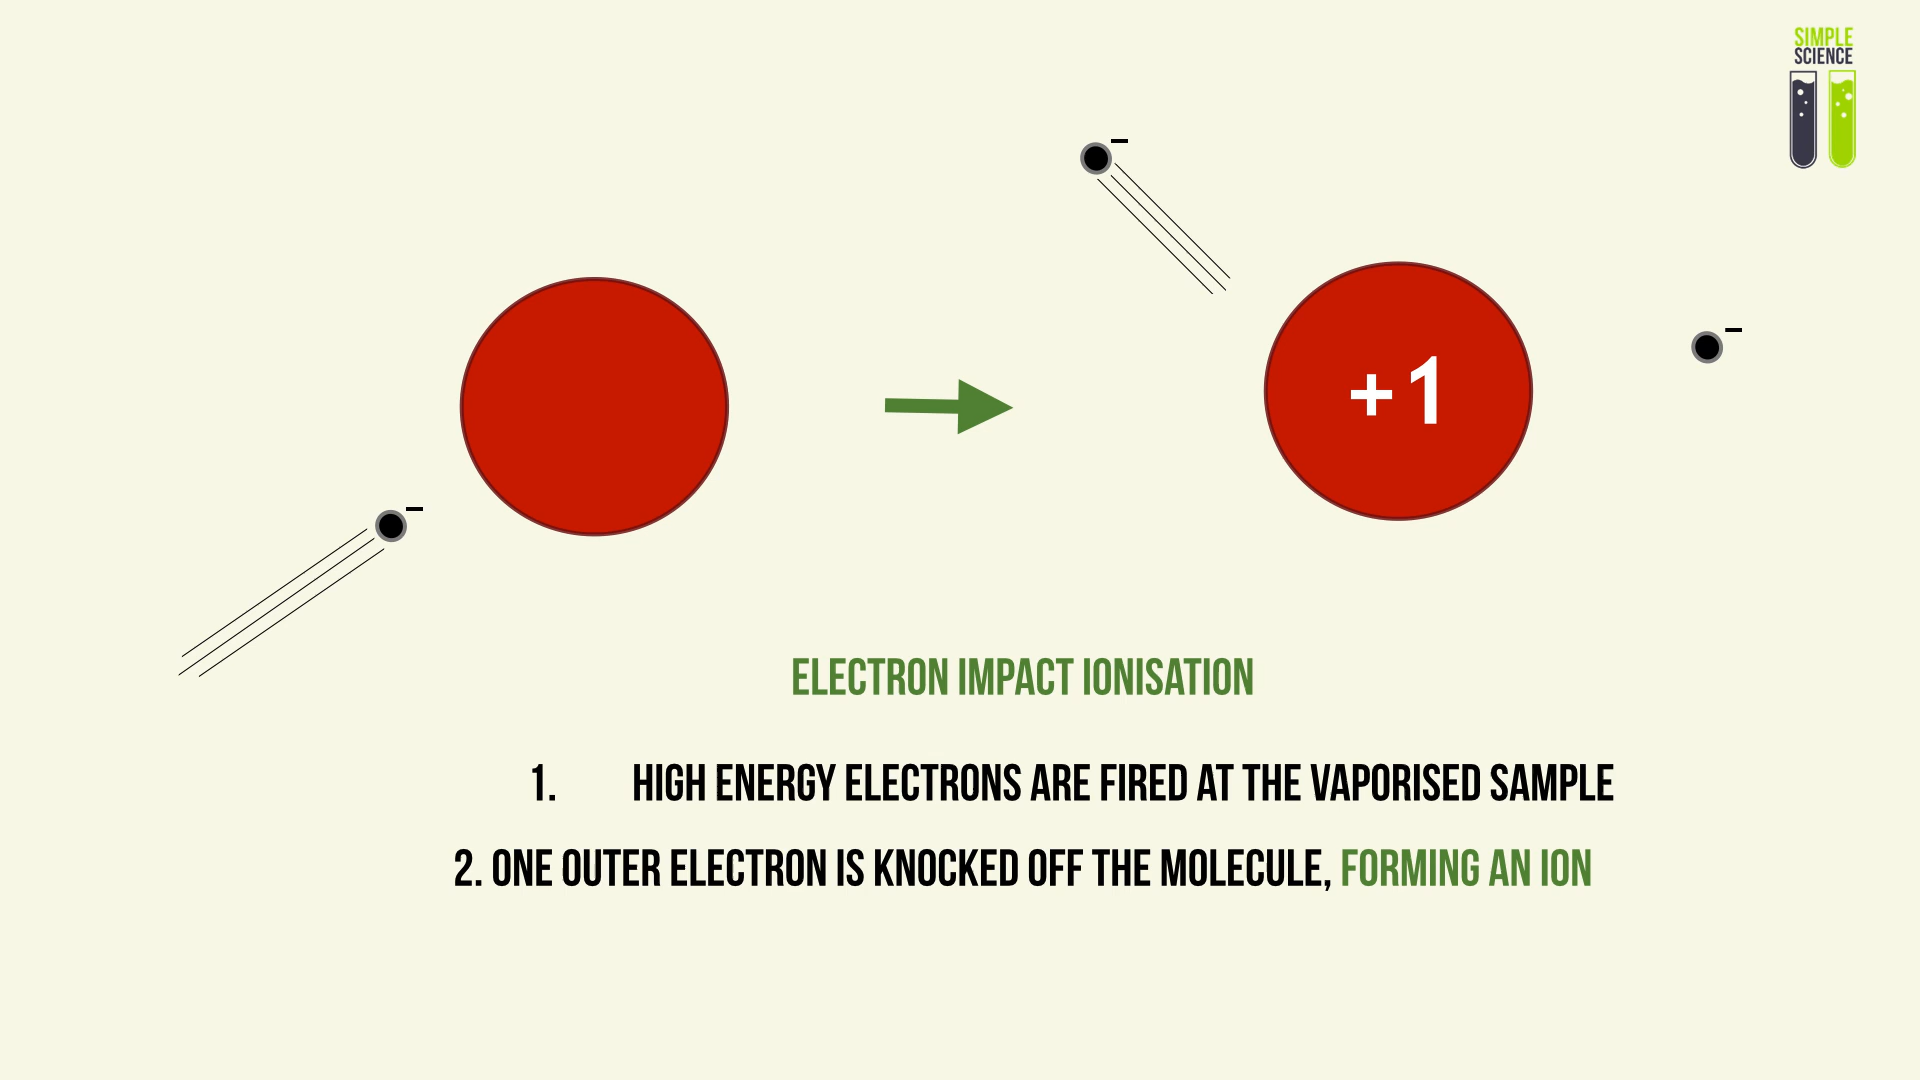 SIMPLE
SCIENCE
+1
ELECTRON IMPACT IONISATION
1. HIGH ENERGY ELECTRONS ARE FIRED AT THE VAPORISED SAMPLE
2. ONE OUTER ELECTRON IS KNOCKED OFF THE MOLECULE, FORMING AN ION